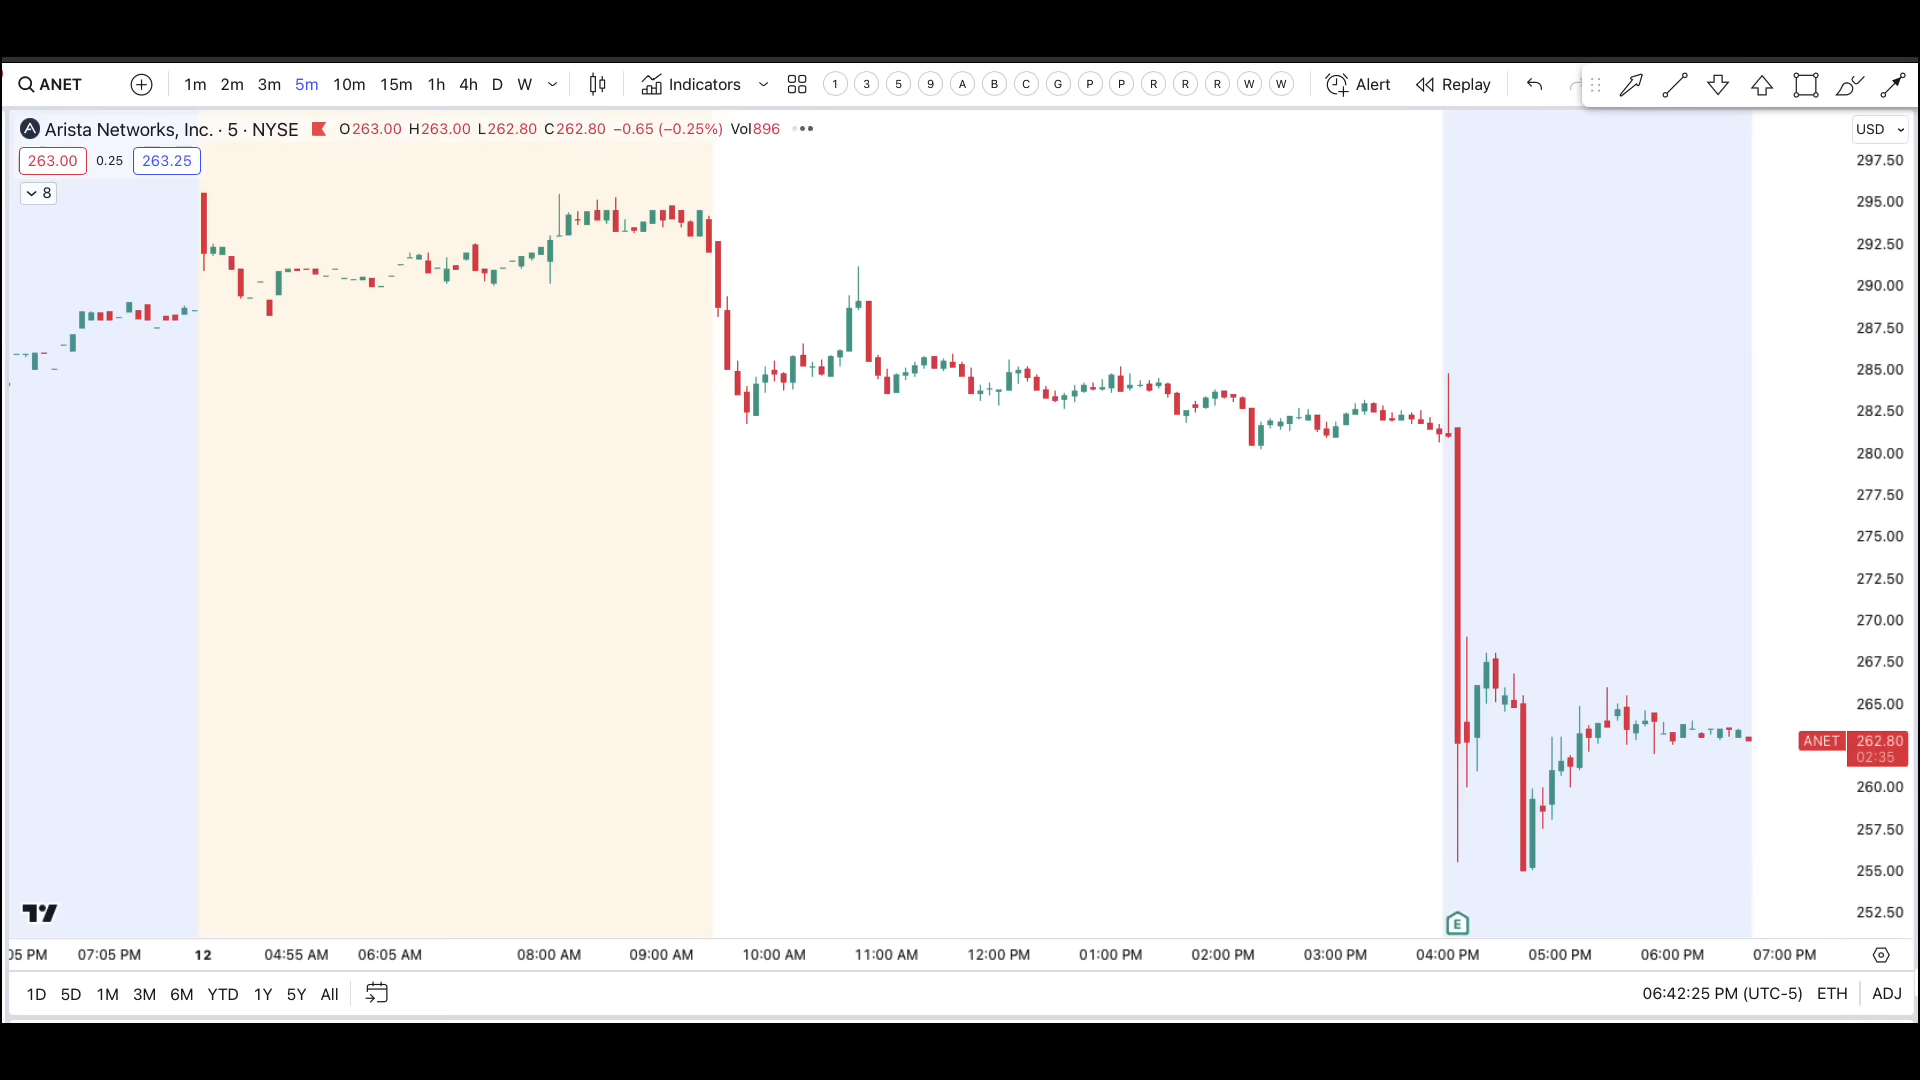 ANET 1m 2m 3m 5m 10m 15m 1h 4h D W Indicators 1 3 5 9 A B C G P P R R R W W Alert Replay
Arista Networks, Inc. · 5 · NYSE O263.00 H263.00 L262.80 C262.80 −0.65 (−0.25%) Vol896 USD
263.00 0.25 263.25
8
297.50
295.00
292.50
290.00
287.50
285.00
282.50
280.00
277.50
275.00
272.50
270.00
267.50
265.00
ANET 262.80
02:35
260.00
257.50
255.00
252.50
E
05 PM 07:05 PM 12 04:55 AM 06:05 AM 08:00 AM 09:00 AM 10:00 AM 11:00 AM 12:00 PM 01:00 PM 02:00 PM 03:00 PM 04:00 PM 05:00 PM 06:00 PM 07:00 PM
1D 5D 1M 3M 6M YTD 1Y 5Y All 06:42:25 PM (UTC-5) ETH ADJ